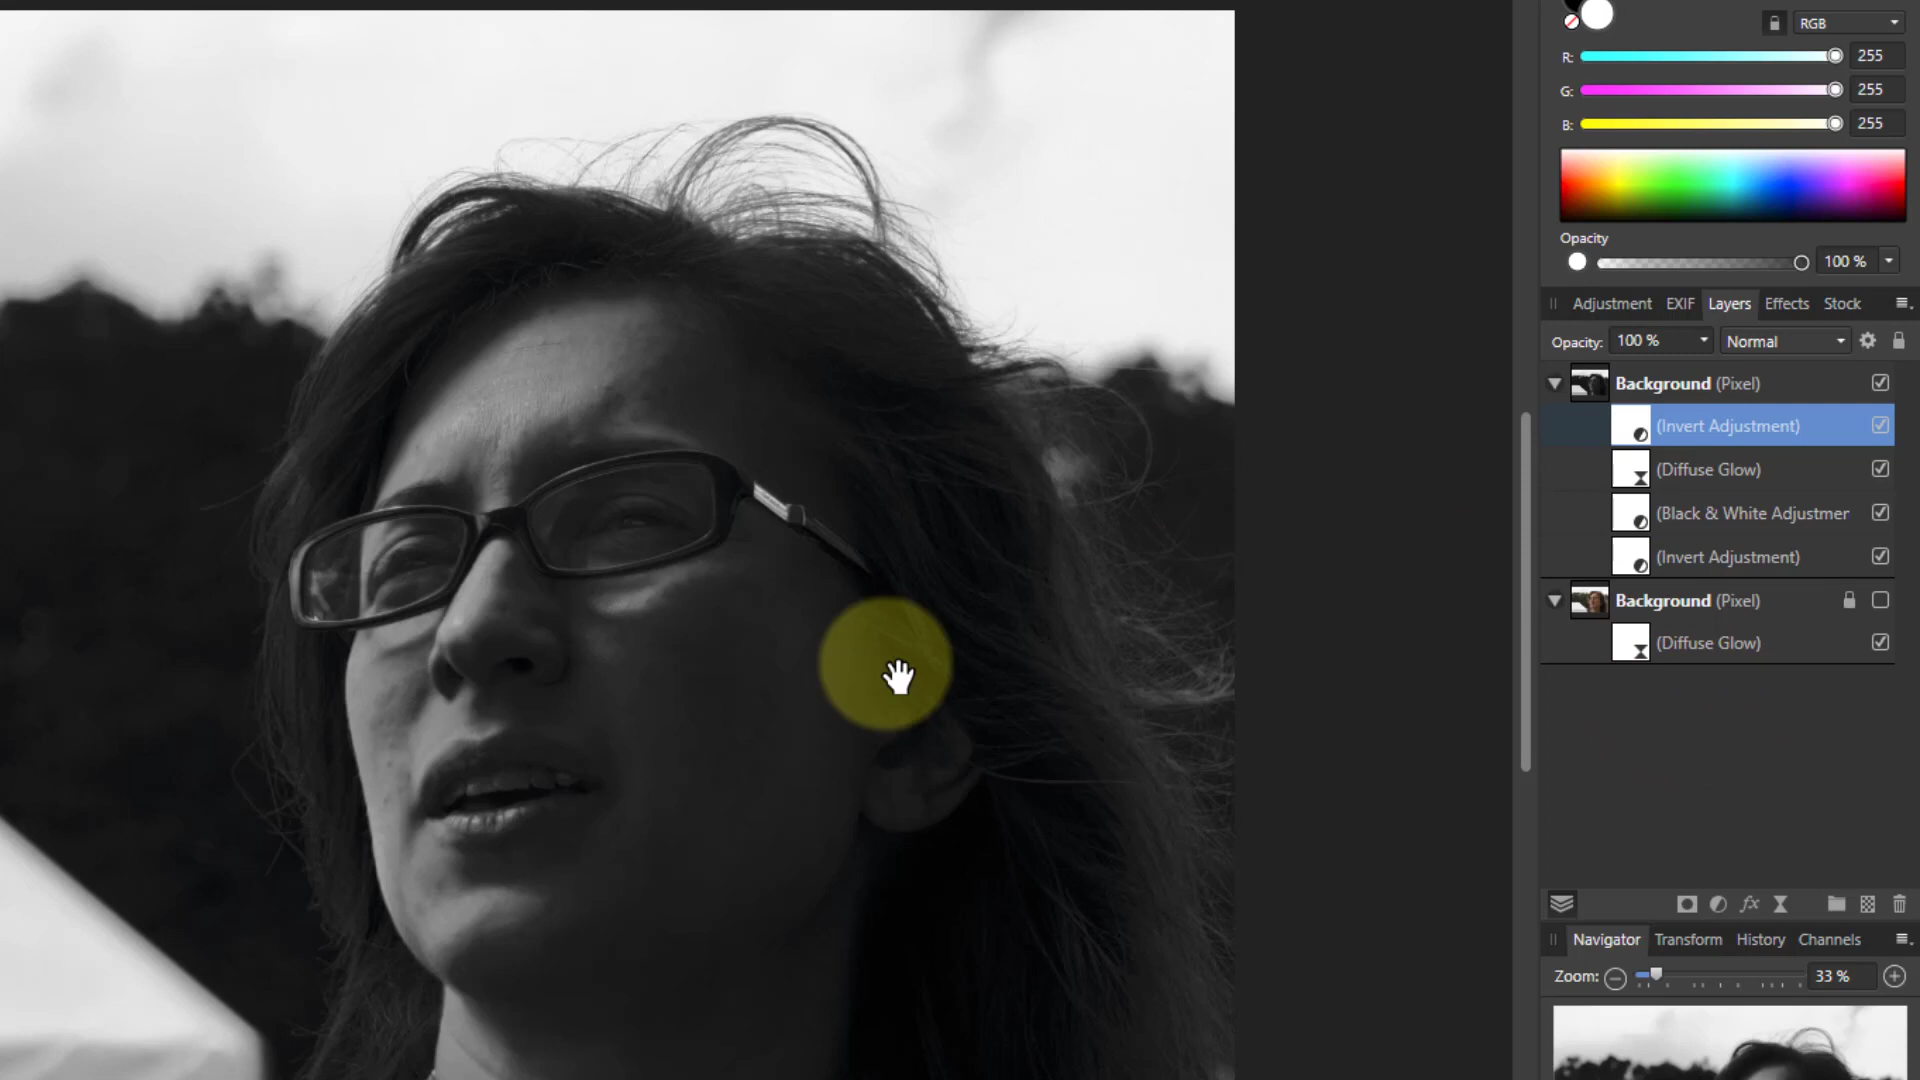 RGB
R: 255
G: 255
B: 255
Opacity
100 %
Adjustment EXIF Layers Effects Stock
Opacity: 100 % Normal
Background (Pixel)
(Invert Adjustment)
(Diffuse Glow)
(Black & White Adjustmer
(Invert Adjustment)
Background (Pixel)
(Diffuse Glow)
fx
Navigator Transform History Channels
Zoom: 33 %